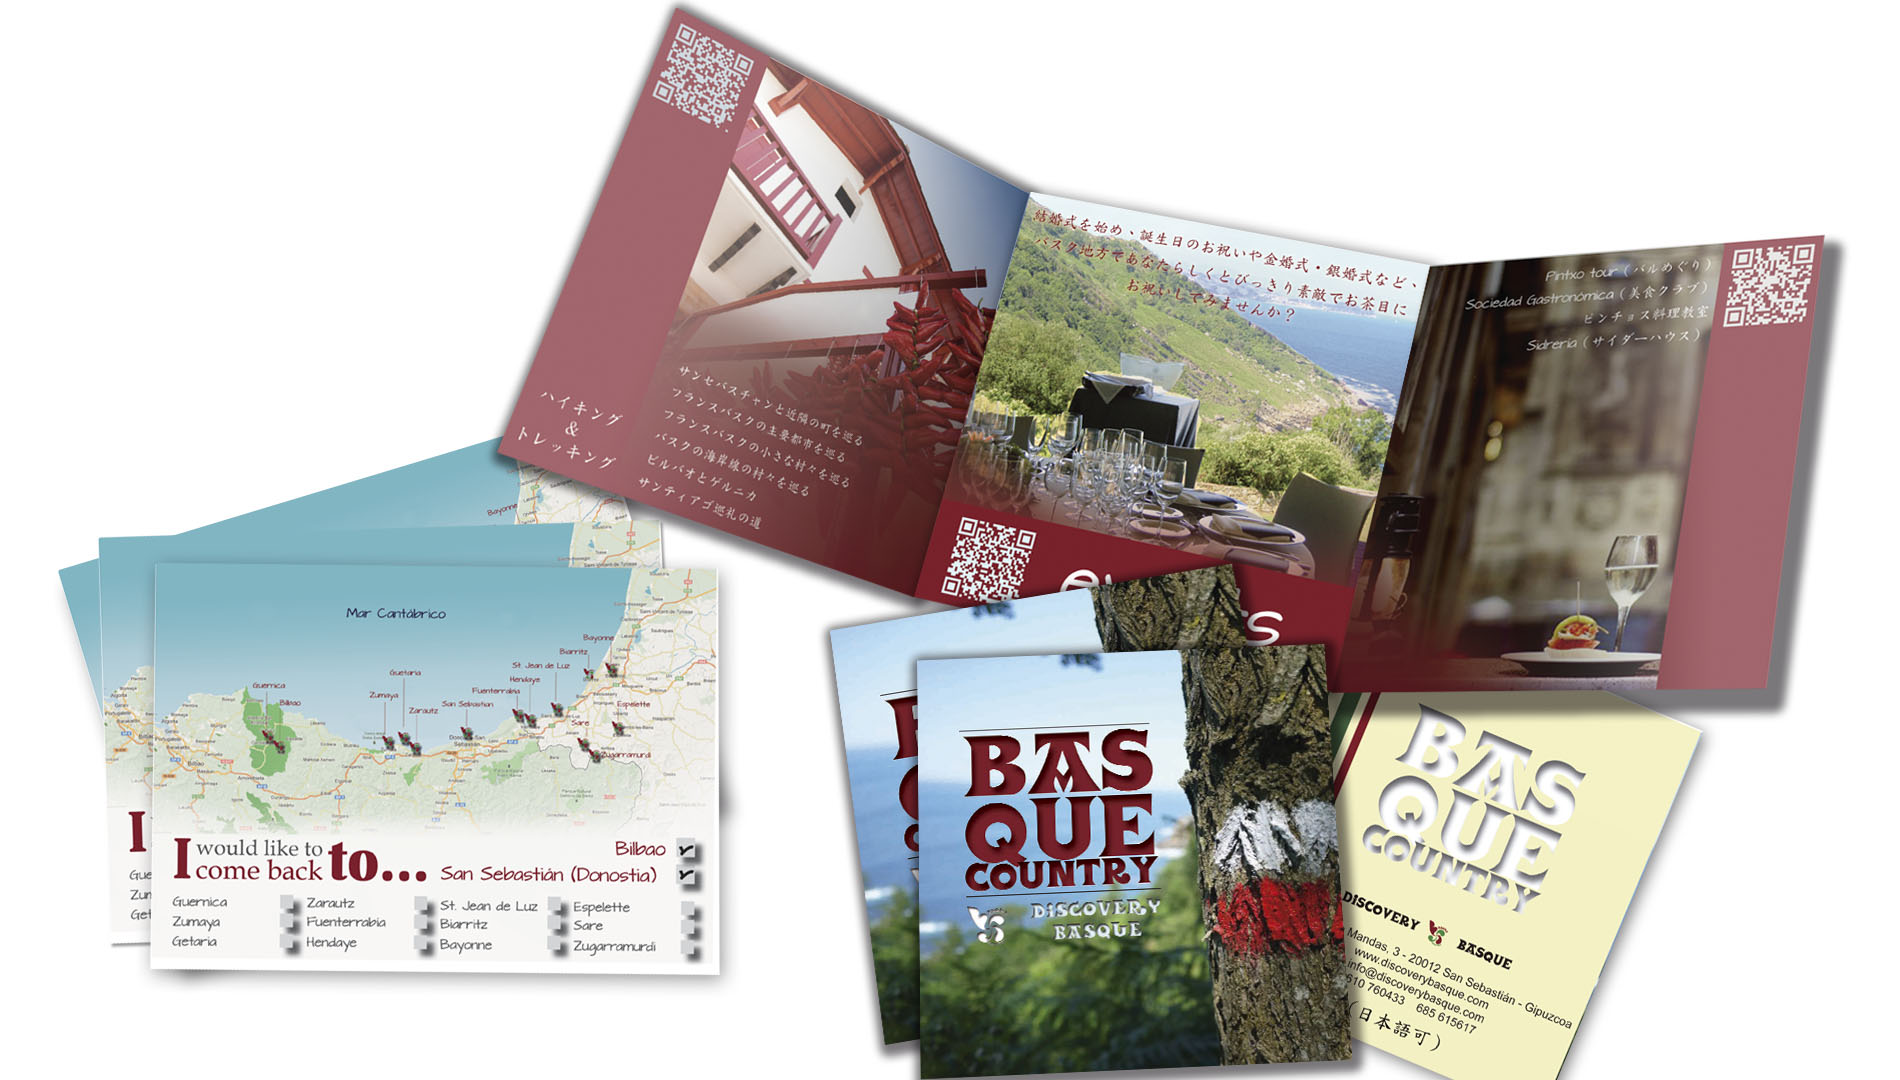 ハイキング
&
トレッキング
サンセバスチャンと近隣の町を巡る
フランスバスクの主要都市を巡る
フランスバスクの小さな村々を巡る
バスクの海岸線の村々を巡る
ビルバオとゲルニカ
サンティアゴ巡礼の道
結婚式を始め、誕生日のお祝いや金婚式・銀婚式など、
バスク地方であなたらしくとびっきり素敵でお茶目に
お祝いしてみませんか？
Pintxo tour（バルめぐり）
Sociedad Gastronómica（美食クラブ）
ピンチョス料理教室
Sidrería（サイダーハウス）
Bayonne
Mar Cantábrico
Bayonne
Biarritz
St. Jean de Luz
Hendaye
Fuenterrabia
Guetaria
Guernica
Zumaya
San Sebastian
Bilbao
Zarautz
Espelette
Sare
Zugarramurdi
I would like to
come back to...
Bilbao
San Sebastián (Donostia)
Guernica
Zarautz
St. Jean de Luz
Espelette
Zumaya
Fuenterrabia
Biarritz
Sare
Getaria
Hendaye
Bayonne
Zugarramurdi
BAS
QUE
COUNTRY
DISCOVERY
BASQUE
BAS
QUE
COUNTRY
DISCOVERY BASQUE
Mandas, 3 - 20012 San Sebastián - Gipuzcoa
www.discoverybasque.com
info@discoverybasque.com
610 760433 685 615617
（日本語可）